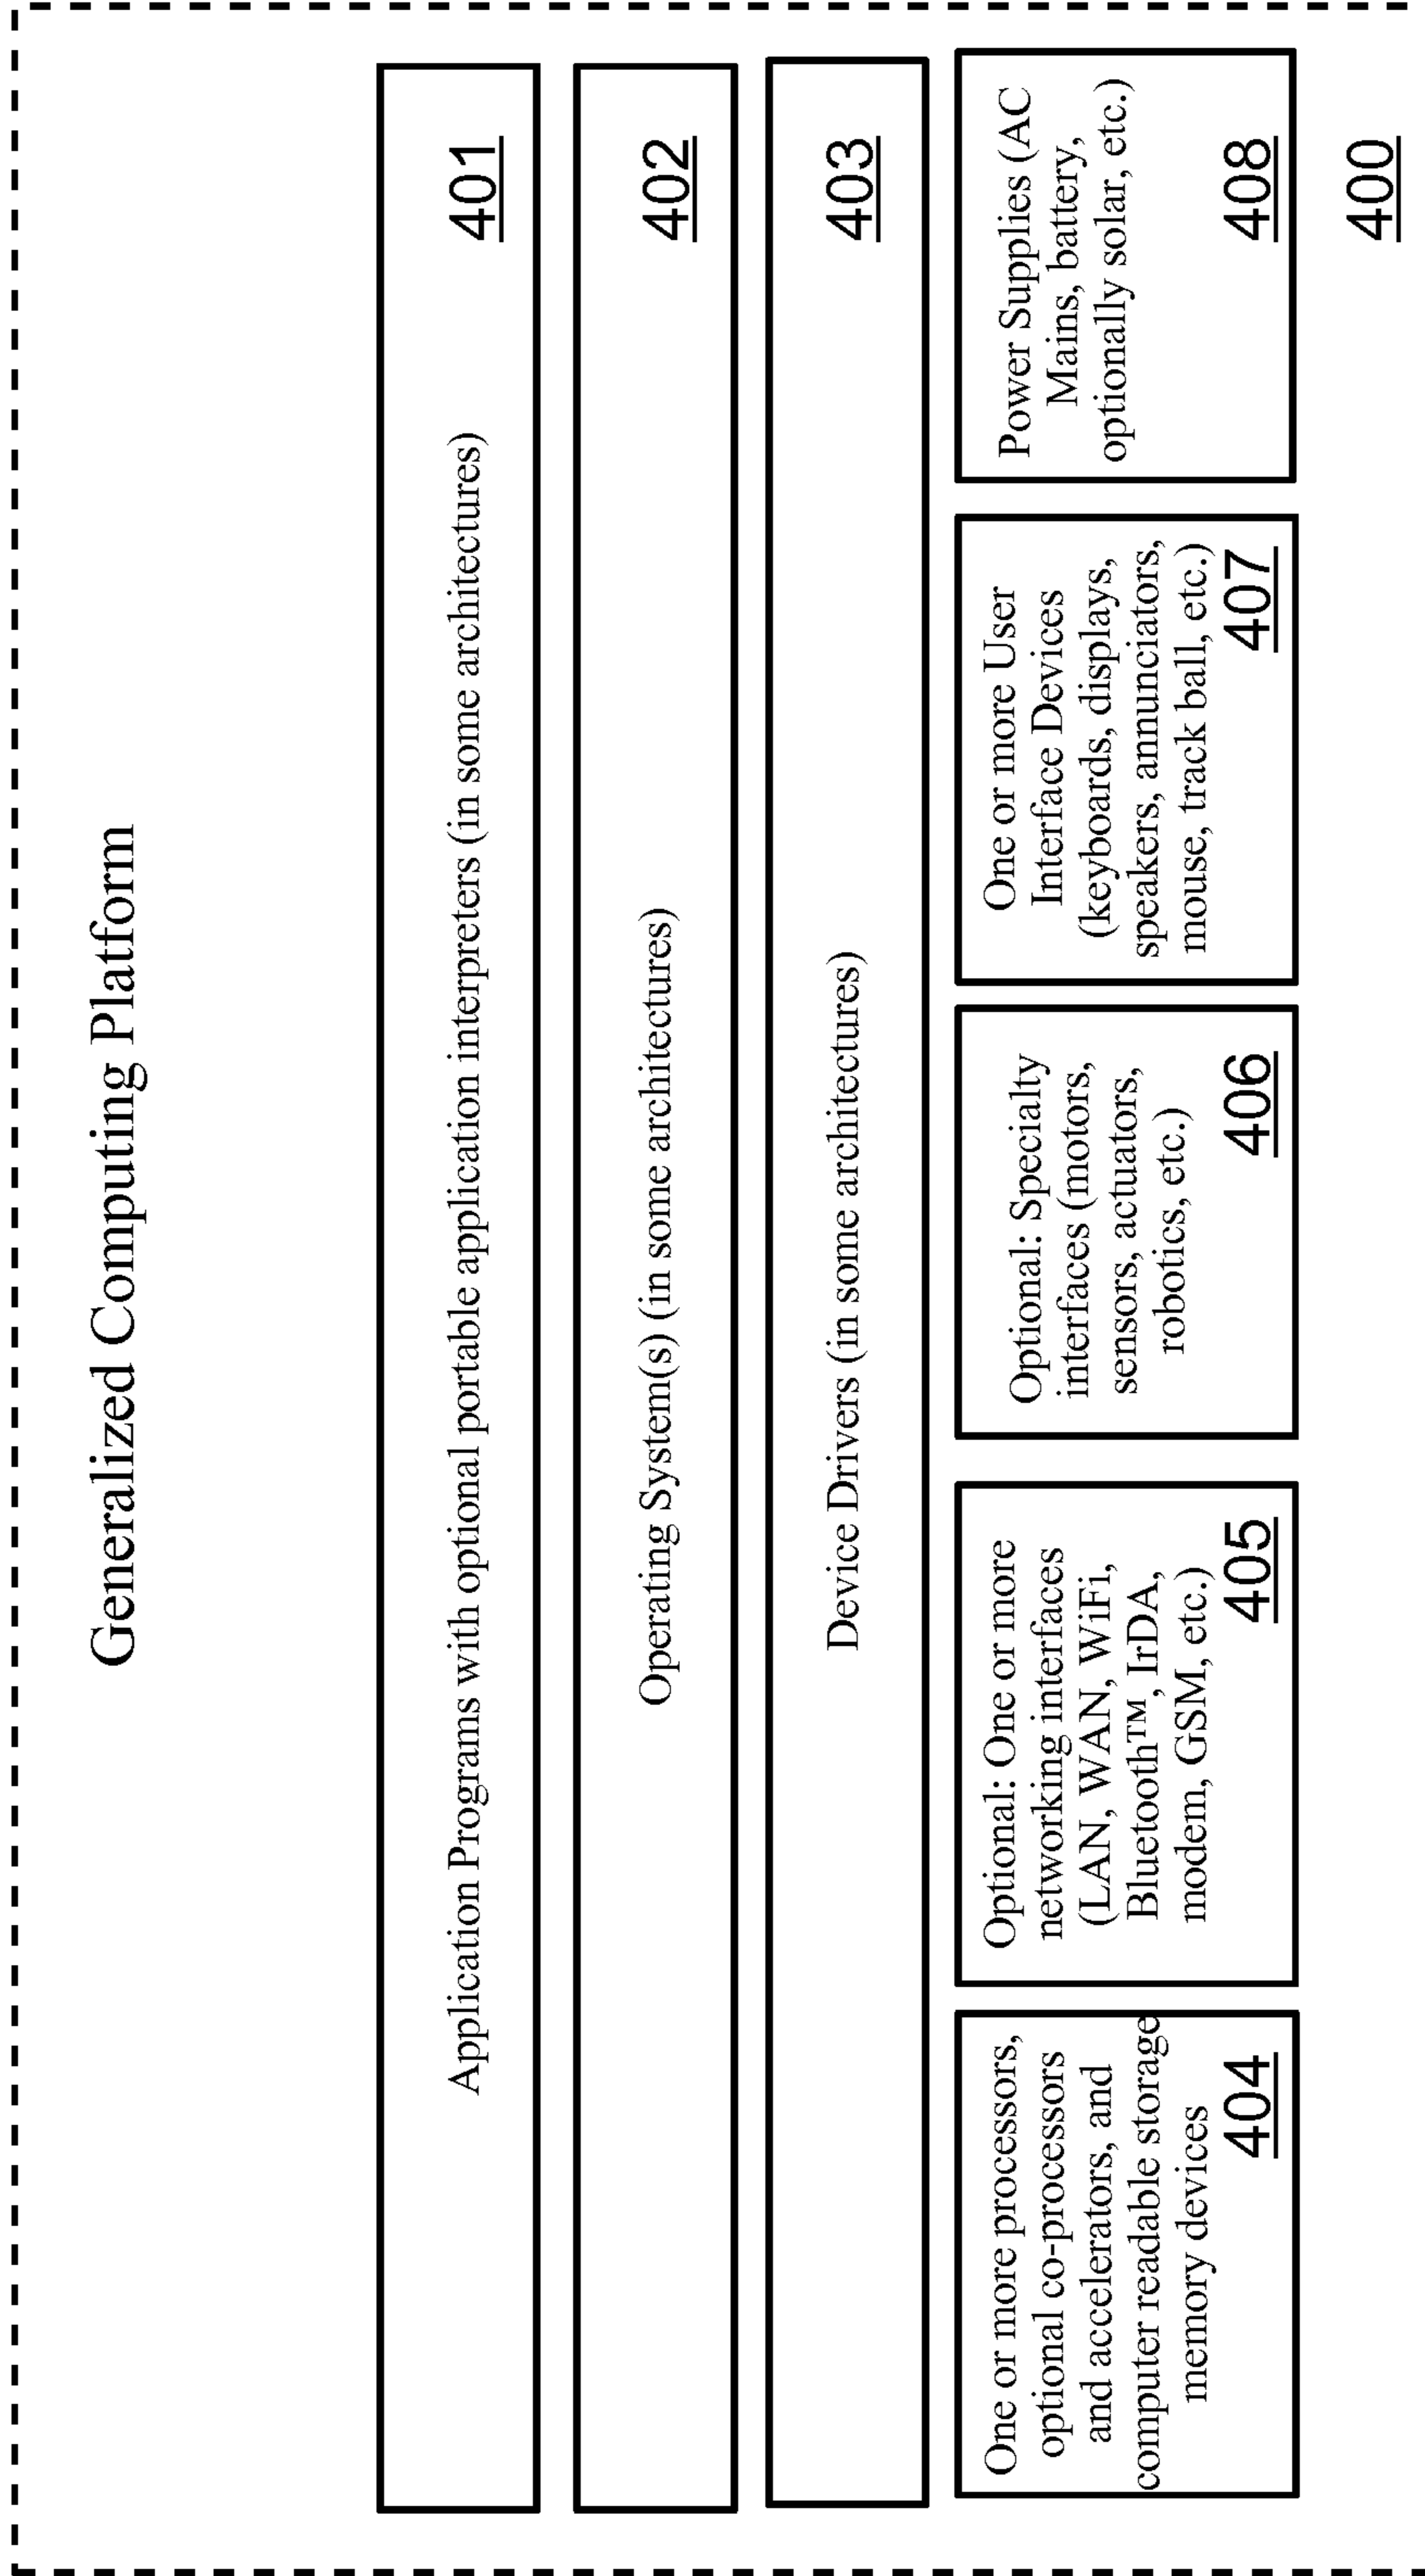 Generalized Computing Platform
Application Programs with optional portable application interpreters (in some architectures)
401
Operating System(s) (in some architectures)
402
Device Drivers (in some architectures)
403
One or more processors,
optional co-processors
and accelerators, and
computer readable storage
memory devices
404
Optional: One or more
networking interfaces
(LAN, WAN, WiFi,
Bluetooth™, IrDA,
modem, GSM, etc.)
405
Optional: Specialty
interfaces (motors,
sensors, actuators,
robotics, etc.)
406
One or more User
Interface Devices
(keyboards, displays,
speakers, annunciators,
mouse, track ball, etc.)
407
Power Supplies (AC
Mains, battery,
optionally solar, etc.)
408
400